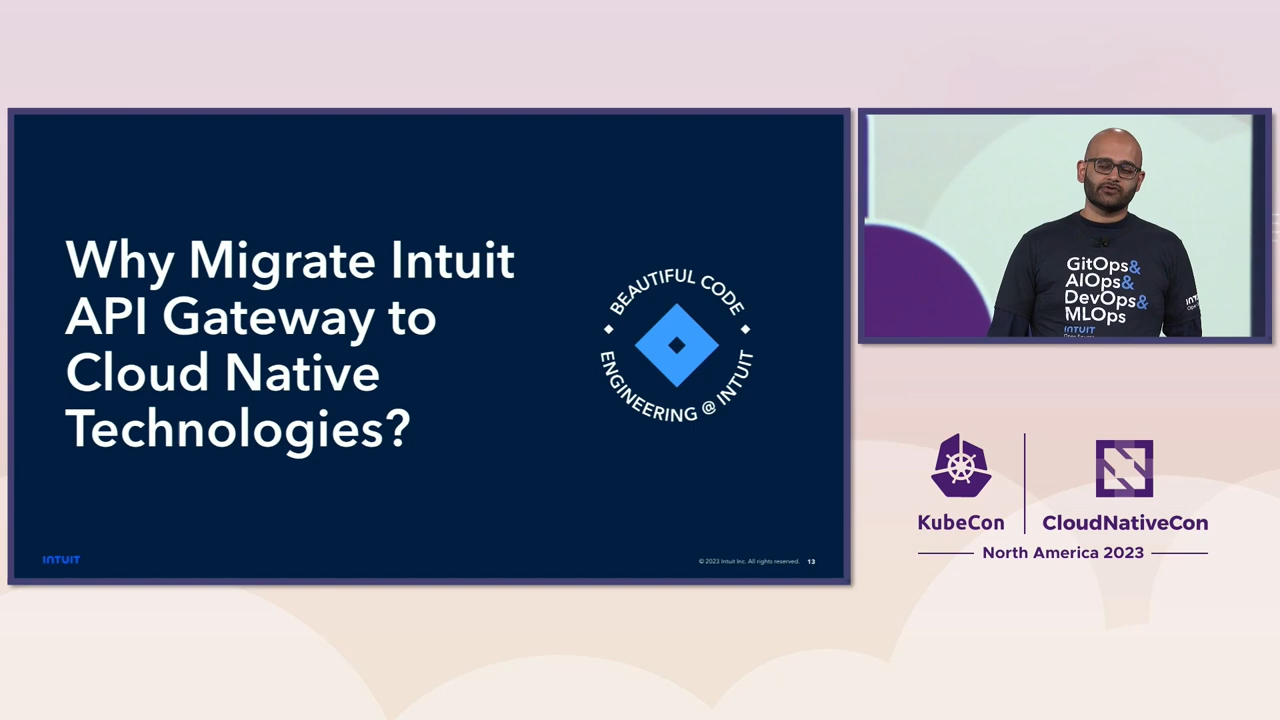 Why Migrate Intuit
API Gateway to
Cloud Native
Technologies?
BEAUTIFUL CODE
ENGINEERING @ INTUIT
INTUIT
© 2023 Intuit Inc. All rights reserved. 13
GitOps&
AIOps&
DevOps&
MLOps
INTUIT
KubeCon
CloudNativeCon
North America 2023